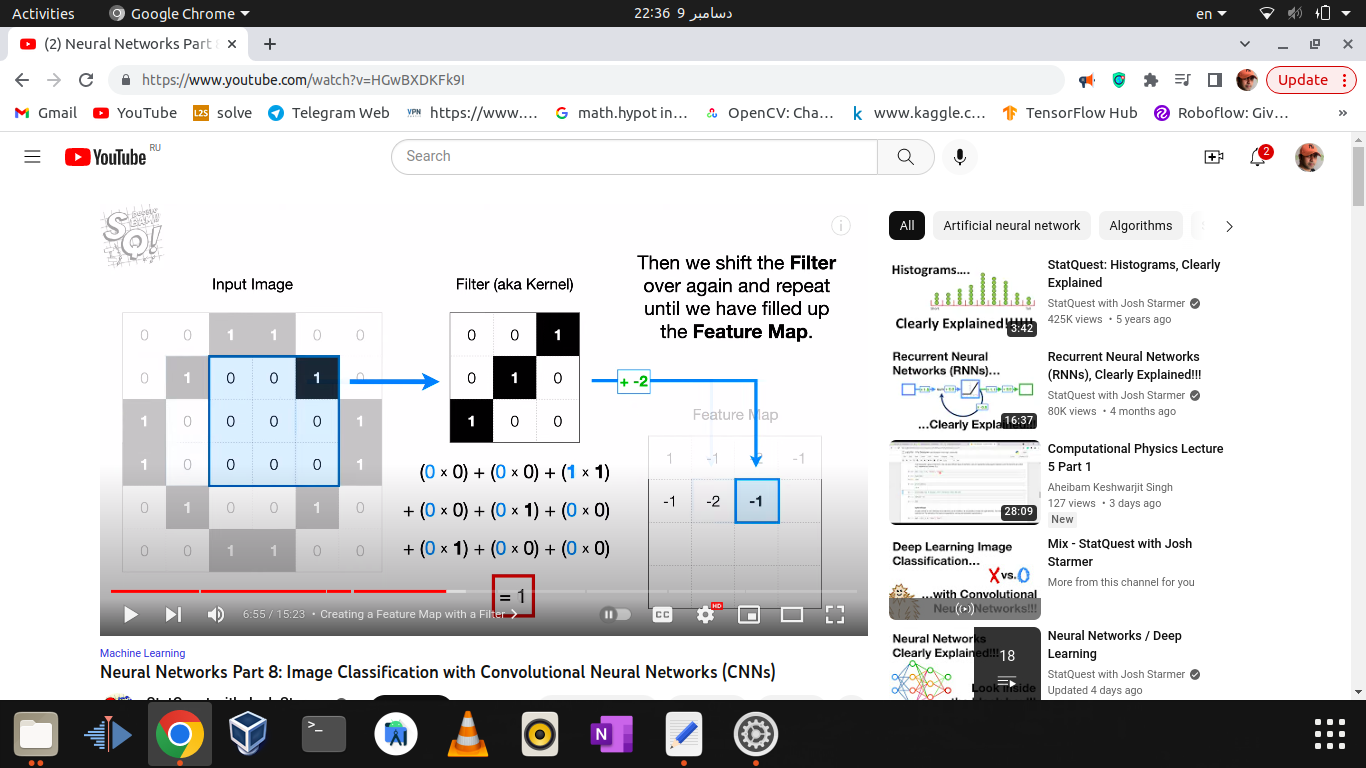 Activities
Google Chrome
دسامبر 9  22:36
en
(2) Neural Networks Part
https://www.youtube.com/watch?v=HGwBXDKFk9I
Update
Gmail
YouTube
L2S solve
Telegram Web
VPN https://www....
math.hypot in...
OpenCV: Cha...
k www.kaggle.c...
TensorFlow Hub
Roboflow: Giv...
»
YouTube RU
Search
2
SQ!
Input Image
Filter (aka Kernel)
Then we shift the Filter
over again and repeat
until we have filled up
the Feature Map.
0 0 1 1 0 0
0 1 0 0 1 0
1 0 0 0 0 1
1 0 0 0 0 1
0 1 0 0 1 0
0 0 1 1 0 0
0 0 1
0 1 0
1 0 0
+ -2
Feature Map
1 -1 -1
-1 -2 -1
(0 × 0) + (0 × 0) + (1 × 1)
+ (0 × 0) + (0 × 1) + (0 × 0)
+ (0 × 1) + (0 × 0) + (0 × 0)
= 1
6:55 / 15:23 • Creating a Feature Map with a Filter
CC
HD
Machine Learning
Neural Networks Part 8: Image Classification with Convolutional Neural Networks (CNNs)
All
Artificial neural network
Algorithms
Histograms....
Clearly Explained!!!!!!
3:42
StatQuest: Histograms, Clearly
Explained
StatQuest with Josh Starmer
425K views • 5 years ago
Recurrent Neural
Networks (RNNs)...
...Clearly Explained
16:37
Recurrent Neural Networks
(RNNs), Clearly Explained!!!
StatQuest with Josh Starmer
80K views • 4 months ago
28:09
Computational Physics Lecture
5 Part 1
Aheibam Keshwarjit Singh
127 views • 3 days ago
New
Deep Learning Image
Classification...
X vs. O
...with Convolutional
Neural Networks!!!
Mix - StatQuest with Josh
Starmer
More from this channel for you
Neural Networks
Clearly Explained!!!
Look inside
18
Neural Networks / Deep
Learning
StatQuest with Josh Starmer
Updated 4 days ago